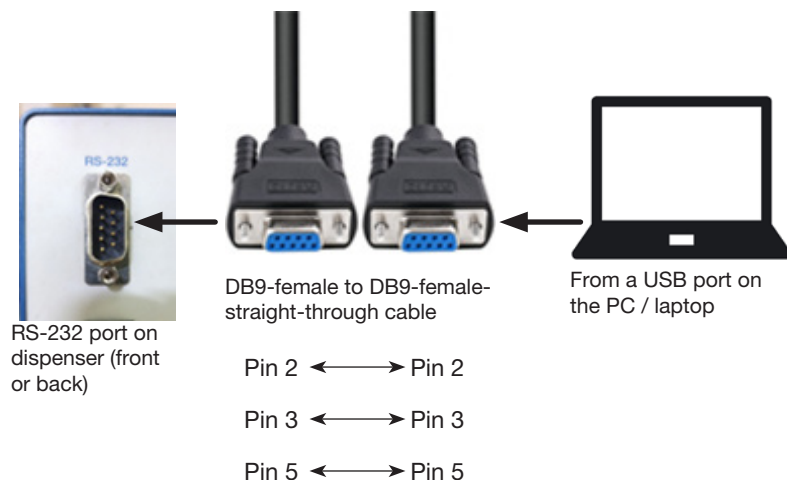 RS-232
DB9-female to DB9-female-
straight-through cable
From a USB port on
the PC / laptop
RS-232 port on
dispenser (front
or back)
Pin 2 Pin 2
Pin 3 Pin 3
Pin 5 Pin 5